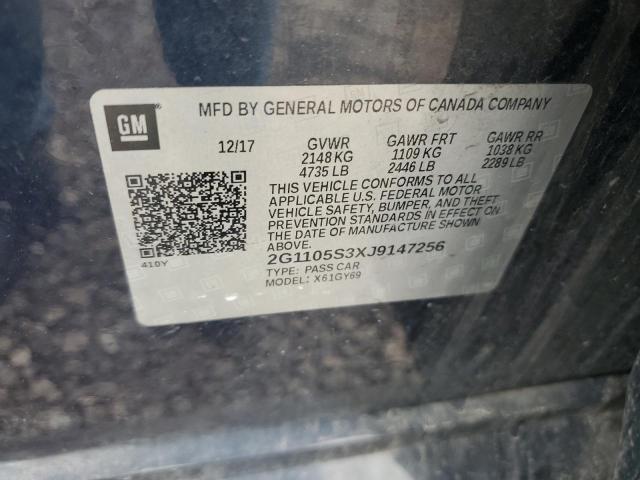 GM
MFD BY GENERAL MOTORS OF CANADA COMPANY
12/17 GVWR GAWR FRT GAWR RR
2148 KG 1109 KG 1038 KG
4735 LB 2446 LB 2289 LB
THIS VEHICLE CONFORMS TO ALL
APPLICABLE U.S. FEDERAL MOTOR
VEHICLE SAFETY, BUMPER, AND THEFT
PREVENTION STANDARDS IN EFFECT ON
THE DATE OF MANUFACTURE SHOWN
ABOVE.
410Y
2G1105S3XJ9147256
TYPE: PASS CAR
MODEL: X61GY69